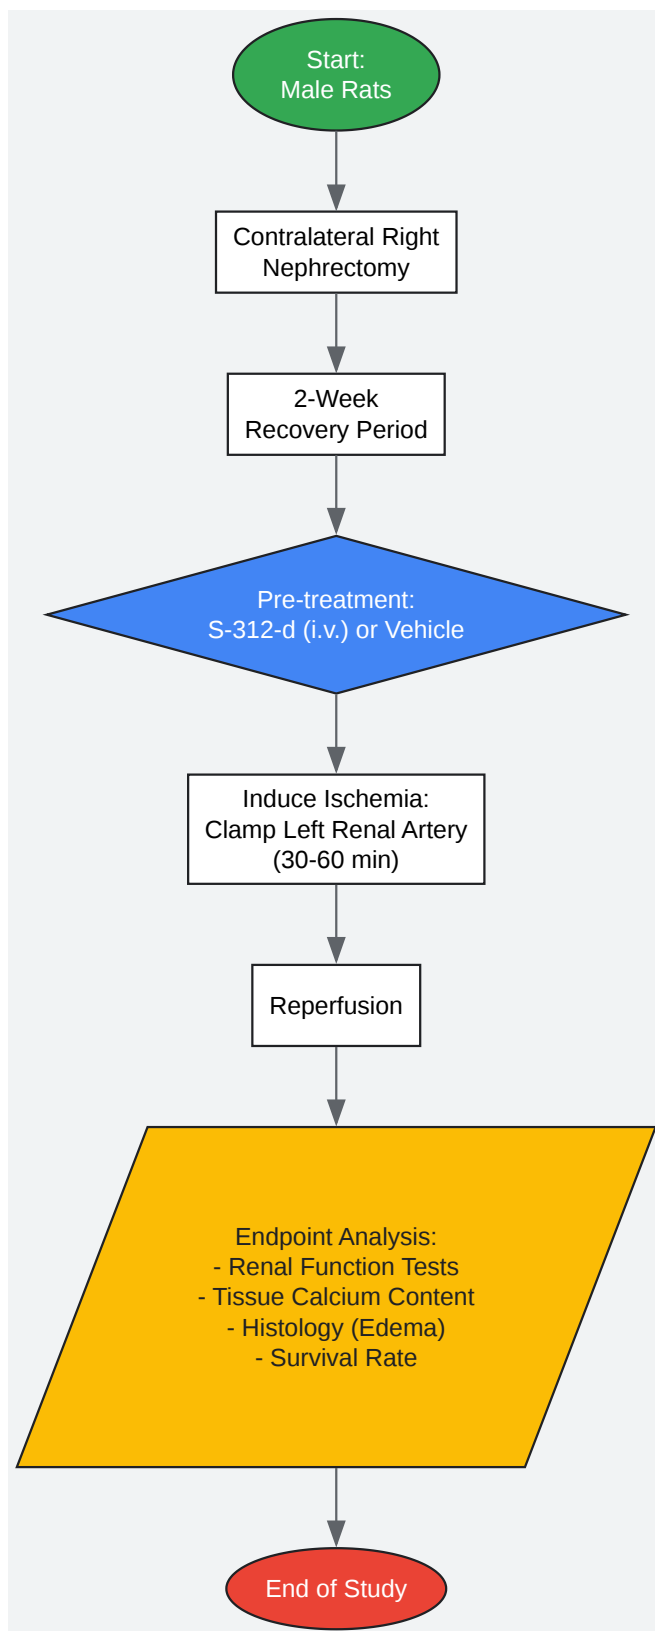 Start:
Male Rats
Contralateral Right
Nephrectomy
2-Week
Recovery Period
Pre-treatment:
S-312-d (i.v.) or Vehicle
Induce Ischemia:
Clamp Left Renal Artery
(30-60 min)
Reperfusion
Endpoint Analysis:
- Renal Function Tests
- Tissue Calcium Content
- Histology (Edema)
- Survival Rate
End of Study